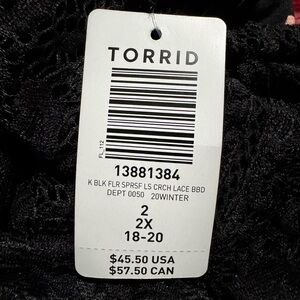 TORRID
FL_112
13881384
K BLK FLR SPRSF LS CRCH LACE BBD
DEPT 0050 20WINTER
2
2X
18-20
$45.50 USA
$57.50 CAN